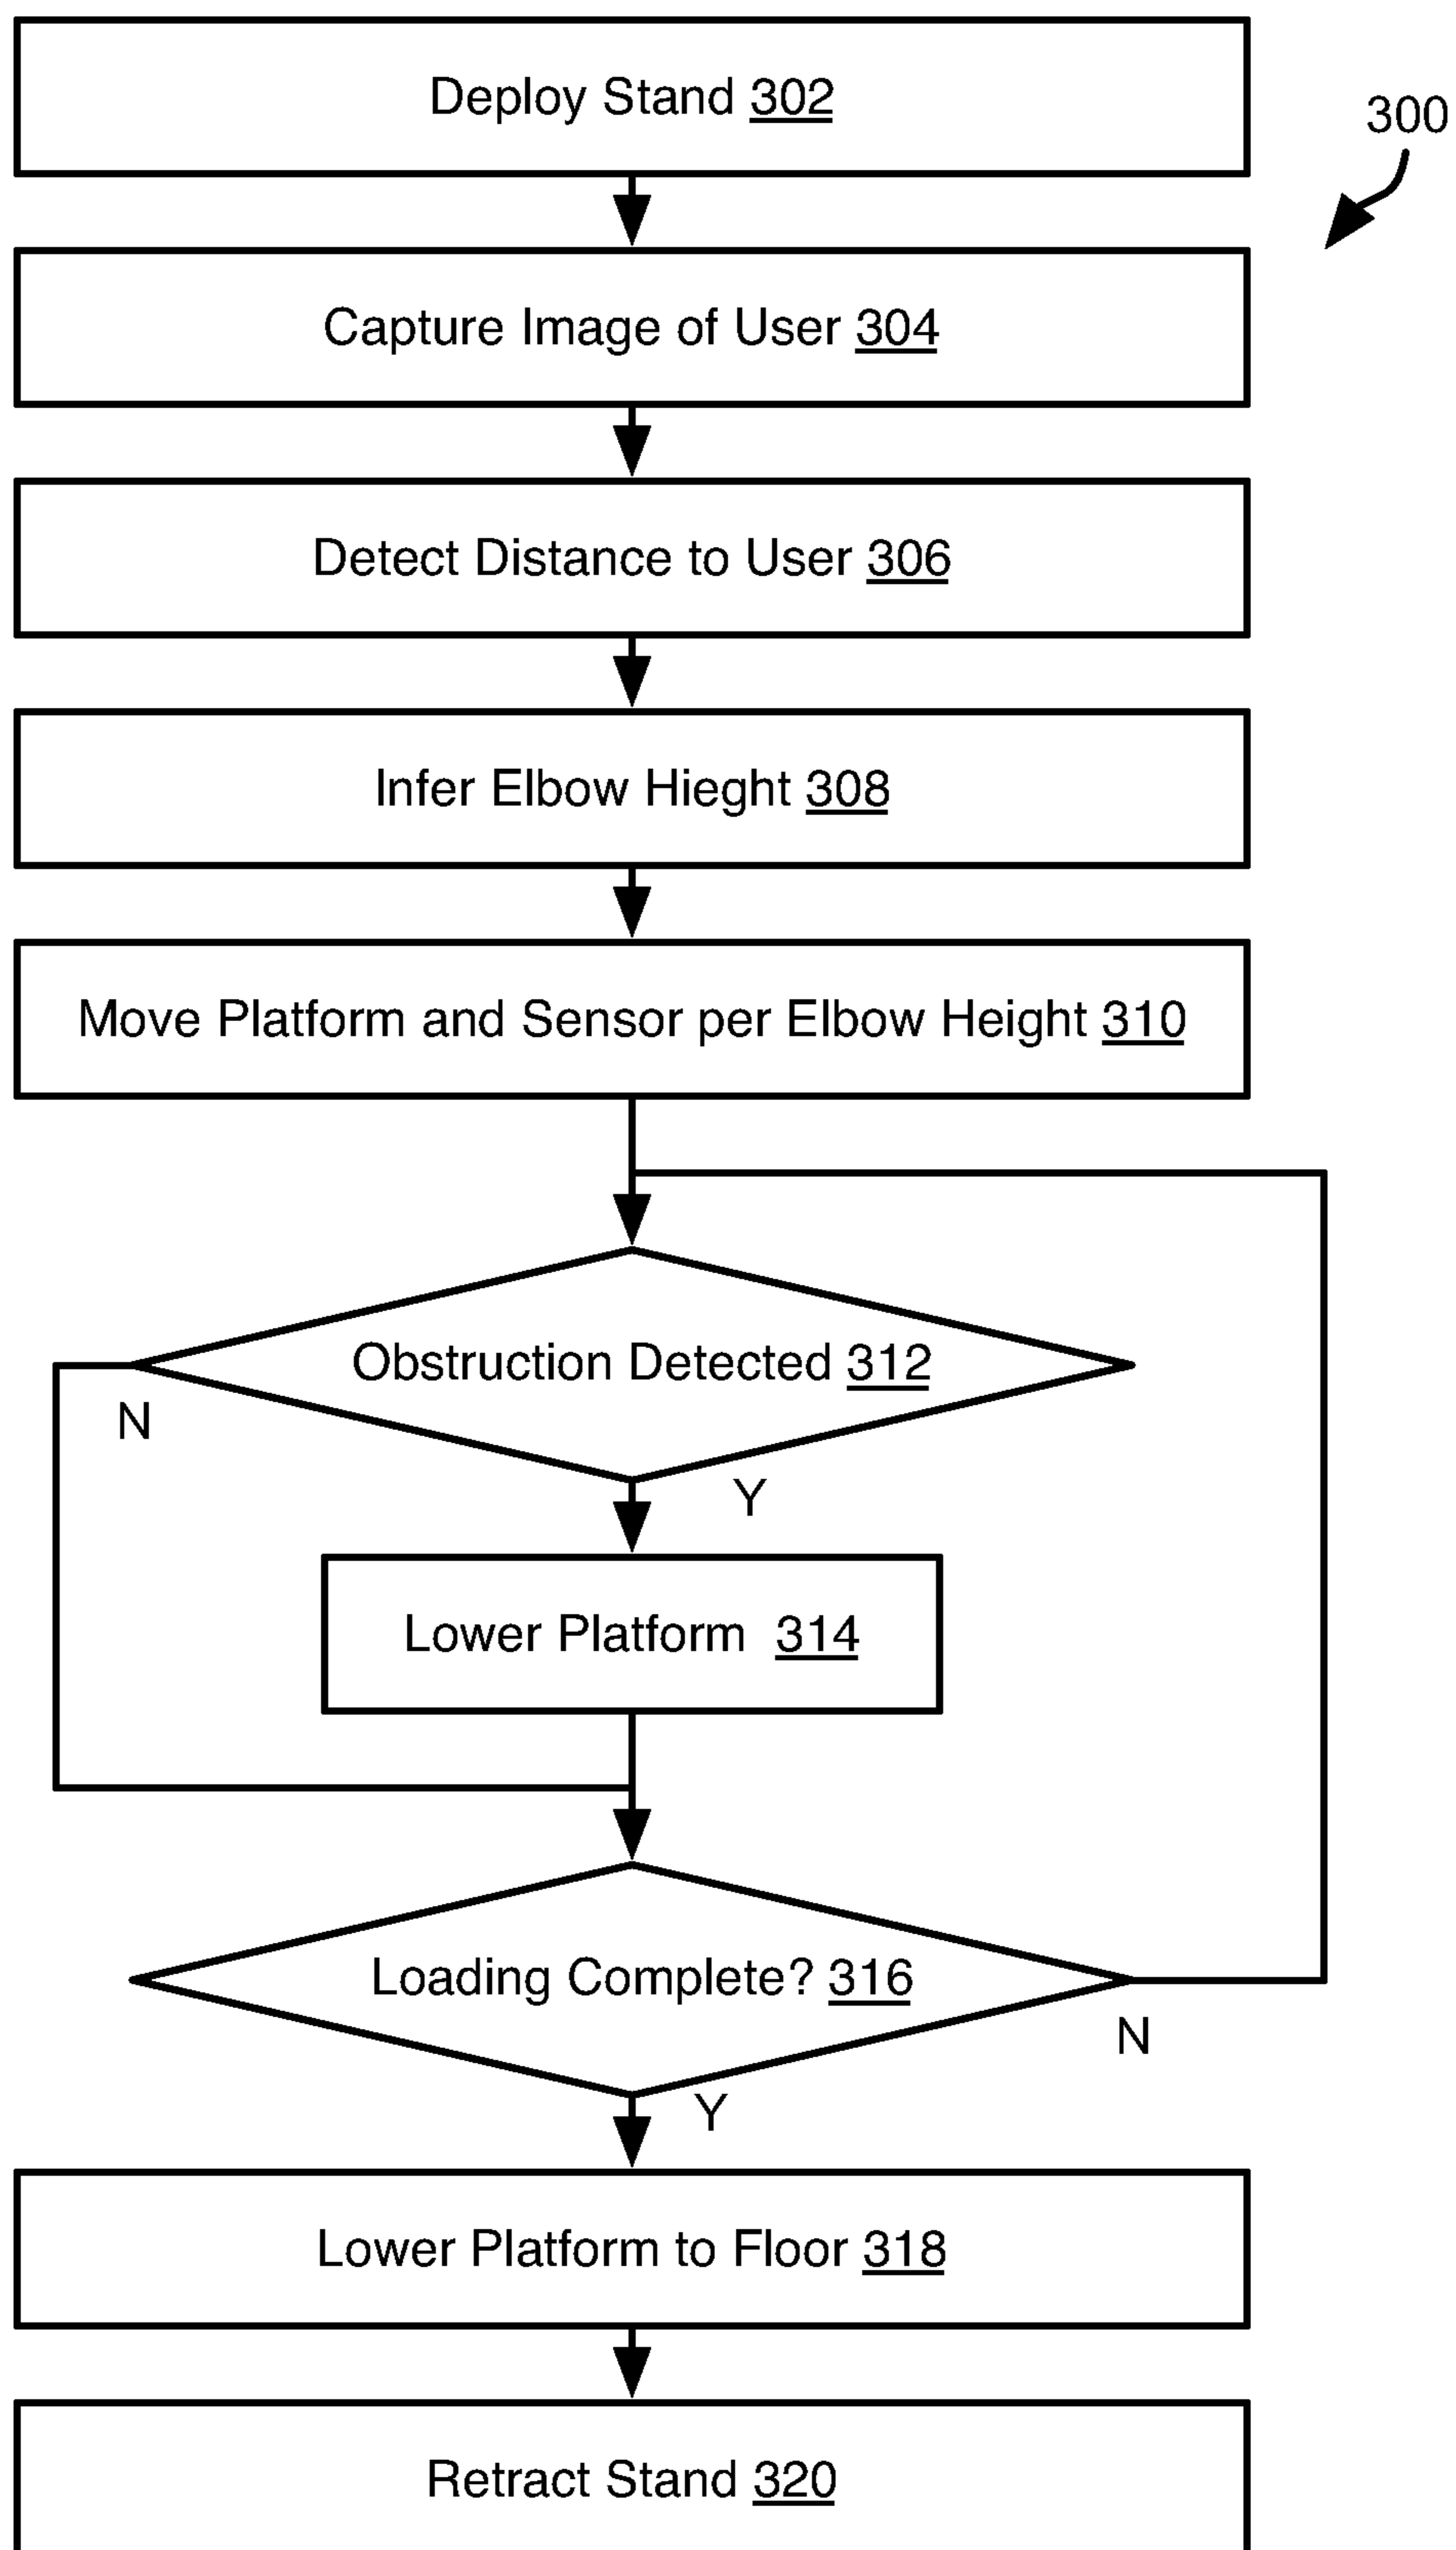 Deploy Stand 302
300
Capture Image of User 304
Detect Distance to User 306
Infer Elbow Hieght 308
Move Platform and Sensor per Elbow Height 310
Obstruction Detected 312
N
Y
Lower Platform 314
Loading Complete? 316
N
Y
Lower Platform to Floor 318
Retract Stand 320